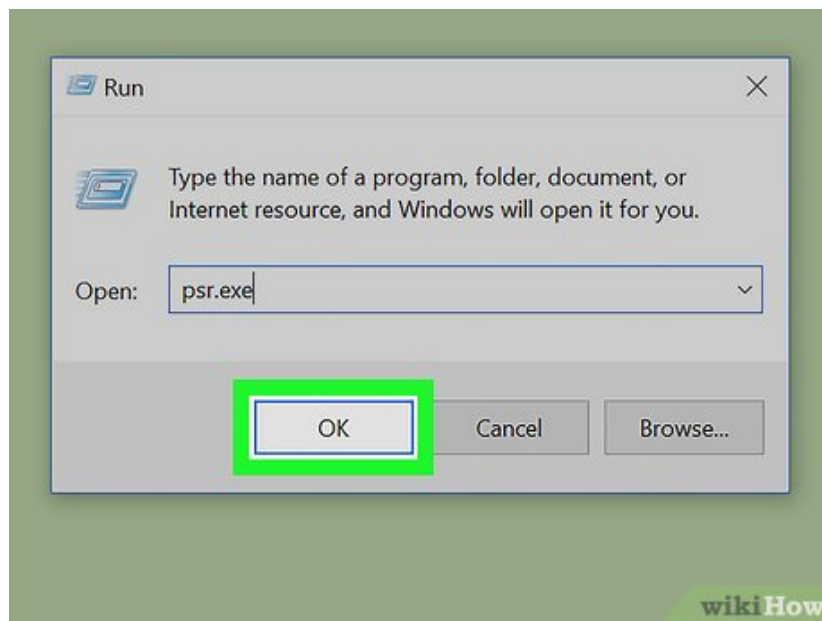 Run
Type the name of a program, folder, document, or
Internet resource, and Windows will open it for you.
Open: psr.exe
OK Cancel Browse...
wikiHow